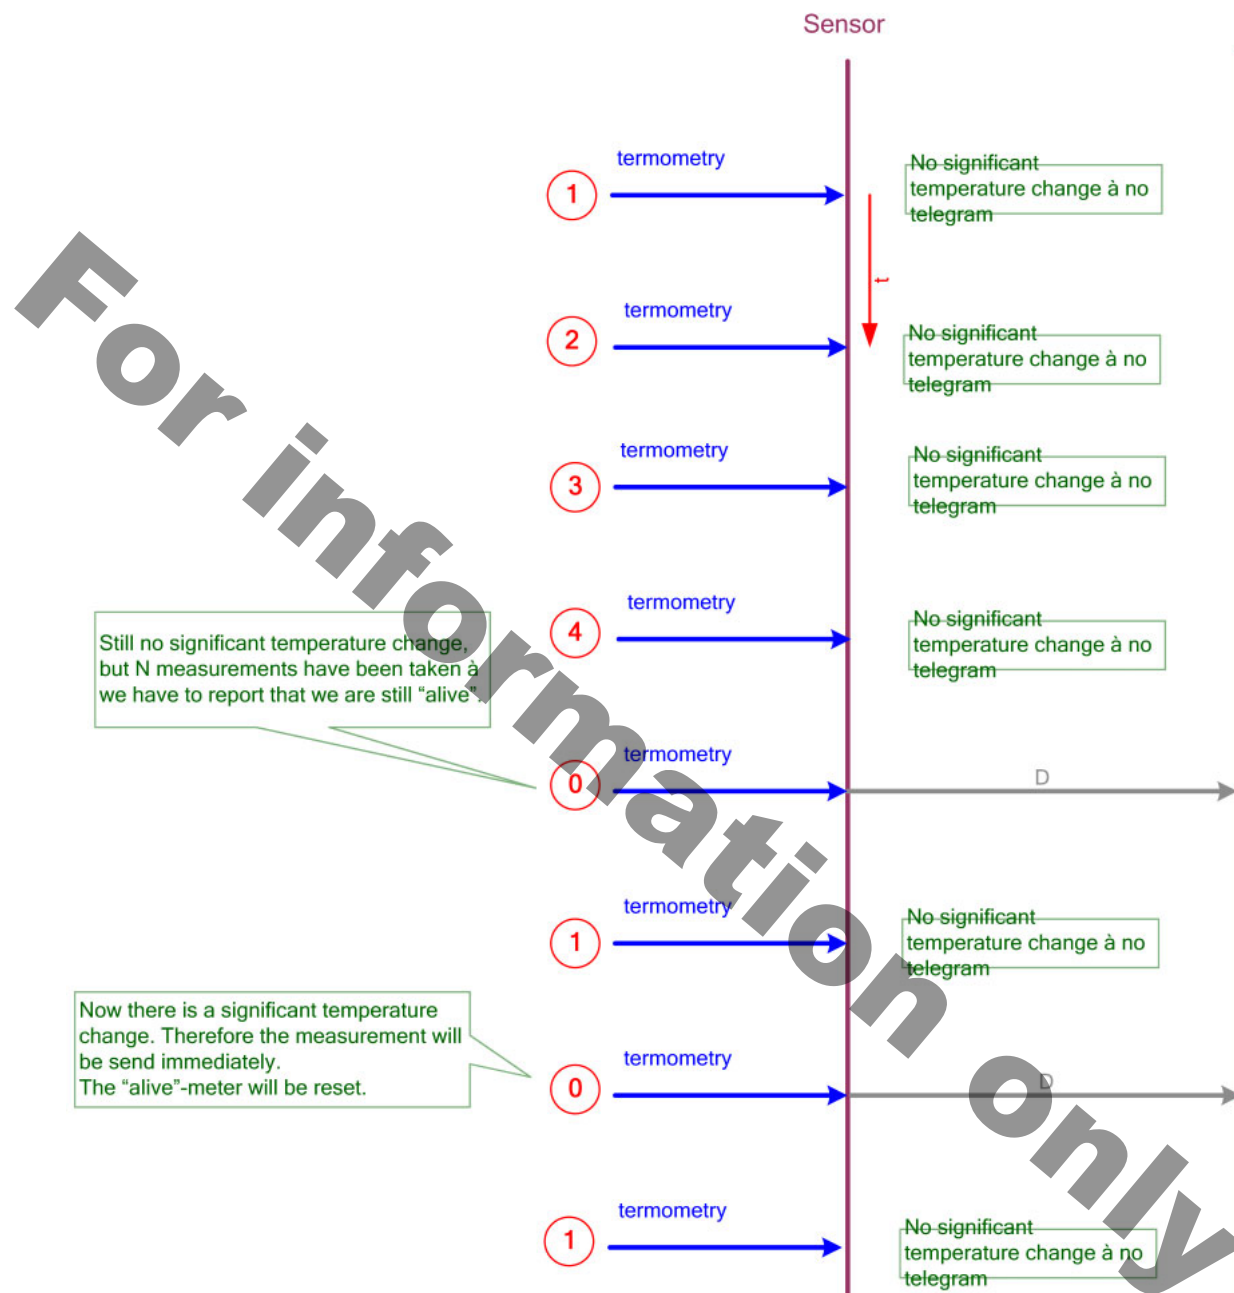 Sensor
termometry
1
No significant
temperature change à no
telegram
t
termometry
2
No significant
temperature change à no
telegram
termometry
3
No significant
temperature change à no
telegram
termometry
4
No significant
temperature change à no
telegram
Still no significant temperature change,
but N measurements have been taken à
we have to report that we are still “alive”.
termometry
0
D
termometry
1
No significant
temperature change à no
telegram
Now there is a significant temperature
change. Therefore the measurement will
be send immediately.
The “alive”-meter will be reset.
termometry
0
D
termometry
1
No significant
temperature change à no
telegram
For information only